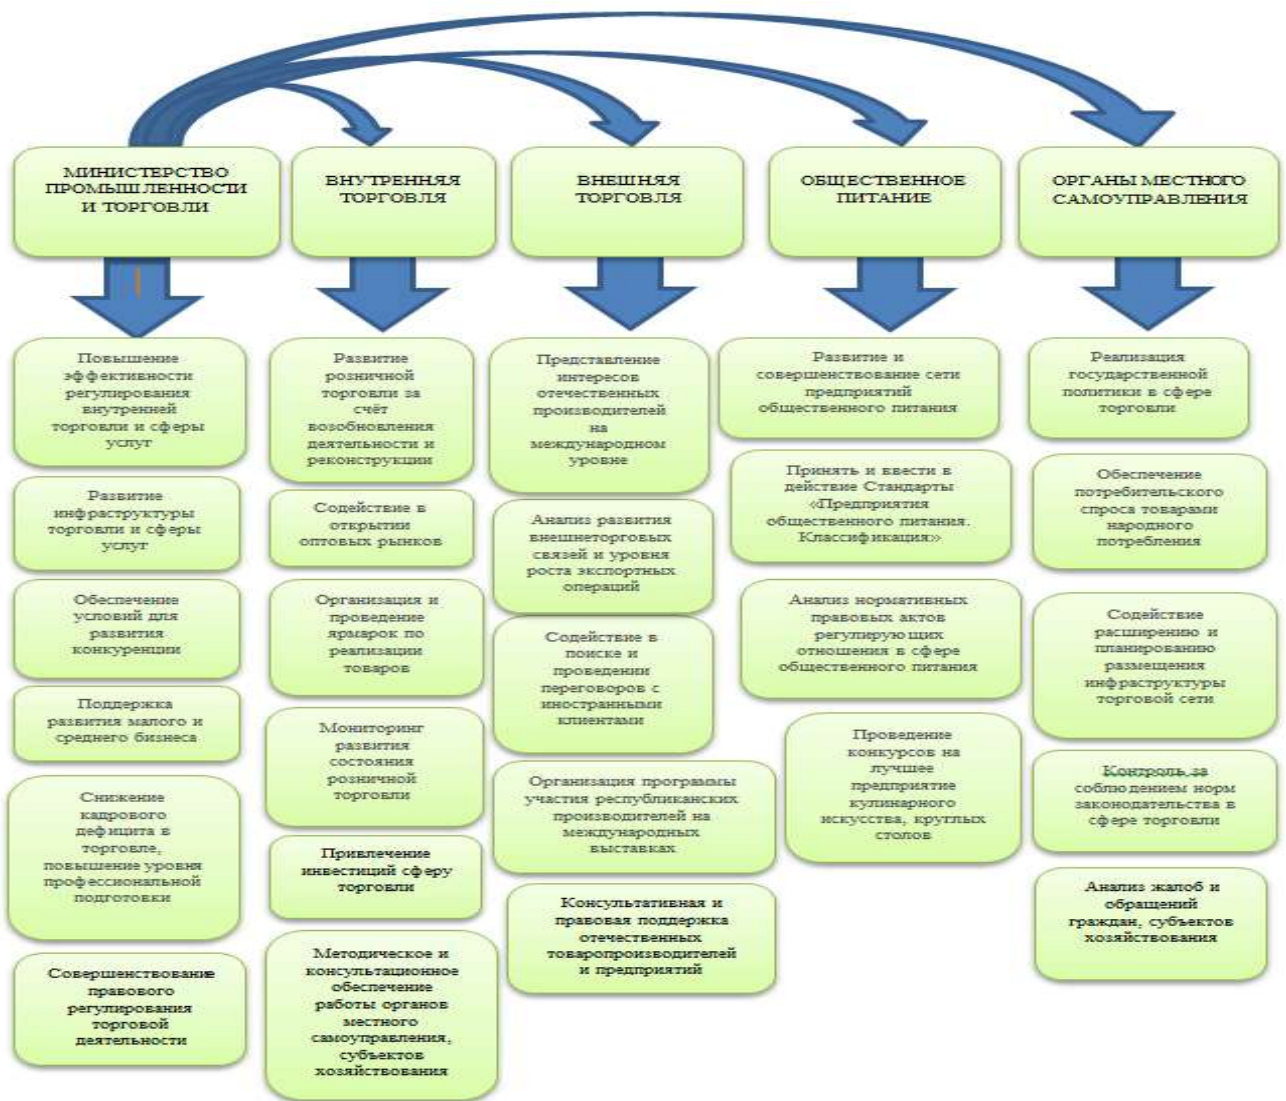 МИНИСТЕРСТВО
ПРОМЫШЛЕННОСТИ
И ТОРГОВЛИ
ВНУТРЕННЯЯ
ТОРГОВЛЯ
ВНЕШНЯЯ
ТОРГОВЛЯ
ОБЩЕСТВЕННОЕ
ПИТАНИЕ
ОРГАНЫ МЕСТНОГО
САМОУПРАВЛЕНИЯ
Повышение
эффективности
регулирования
внутренней
торговли и сферы
услуг
Развитие
инфраструктуры
торговли и сферы
услуг
Обеспечение
условий для
развития
конкуренции
Поддержка
развития малого и
среднего бизнеса
Снижение
кадрового
дефицита в
торговле,
повышение уровня
профессиональной
подготовки
Совершенствование
правового
регулирования
торговой
деятельности
Развитие
розничной
торговли за
счёт
возобновления
деятельности и
реконструкции
Содействие в
открытии
оптовых рынков
Организация и
проведение
ярмарок по
реализации
товаров
Мониторинг
развития
состояния
розничной
торговли
Привлечение
инвестиций сферу
торговли
Методическое и
консультационное
обеспечение
работы органов
местного
самоуправления,
субъектов
хозяйствования
Представление
интересов
отечественных
производителей
на
международном
уровне
Анализ развития
внешнеторговых
связей и уровня
роста экспортных
операций
Содействие в
поиске и
проведении
переговоров с
иностранными
клиентами
Организация программы
участия республиканских
производителей на
международных
выставках
Консультативная и
правовая поддержка
отечественных
товаропроизводителей
и предприятий
Развитие и
совершенствование сети
предприятий
общественного питания
Принять и ввести в
действие Стандарты
«Предприятия
общественного питания.
Классификация»
Анализ нормативных
правовых актов
регулирующих
отношения в сфере
общественного питания
Проведение
конкурсов на
лучшее
предприятие
кулинарного
искусства, круглых
столов
Реализация
государственной
политики в сфере
торговли
Обеспечение
потребительского
спроса товарами
народного
потребления
Содействие
расширению и
планированию
размещения
инфраструктуры
торговой сети
Контроль за
соблюдением норм
законодательства в
сфере торговли
Анализ жалоб и
обращений
граждан, субъектов
хозяйствования